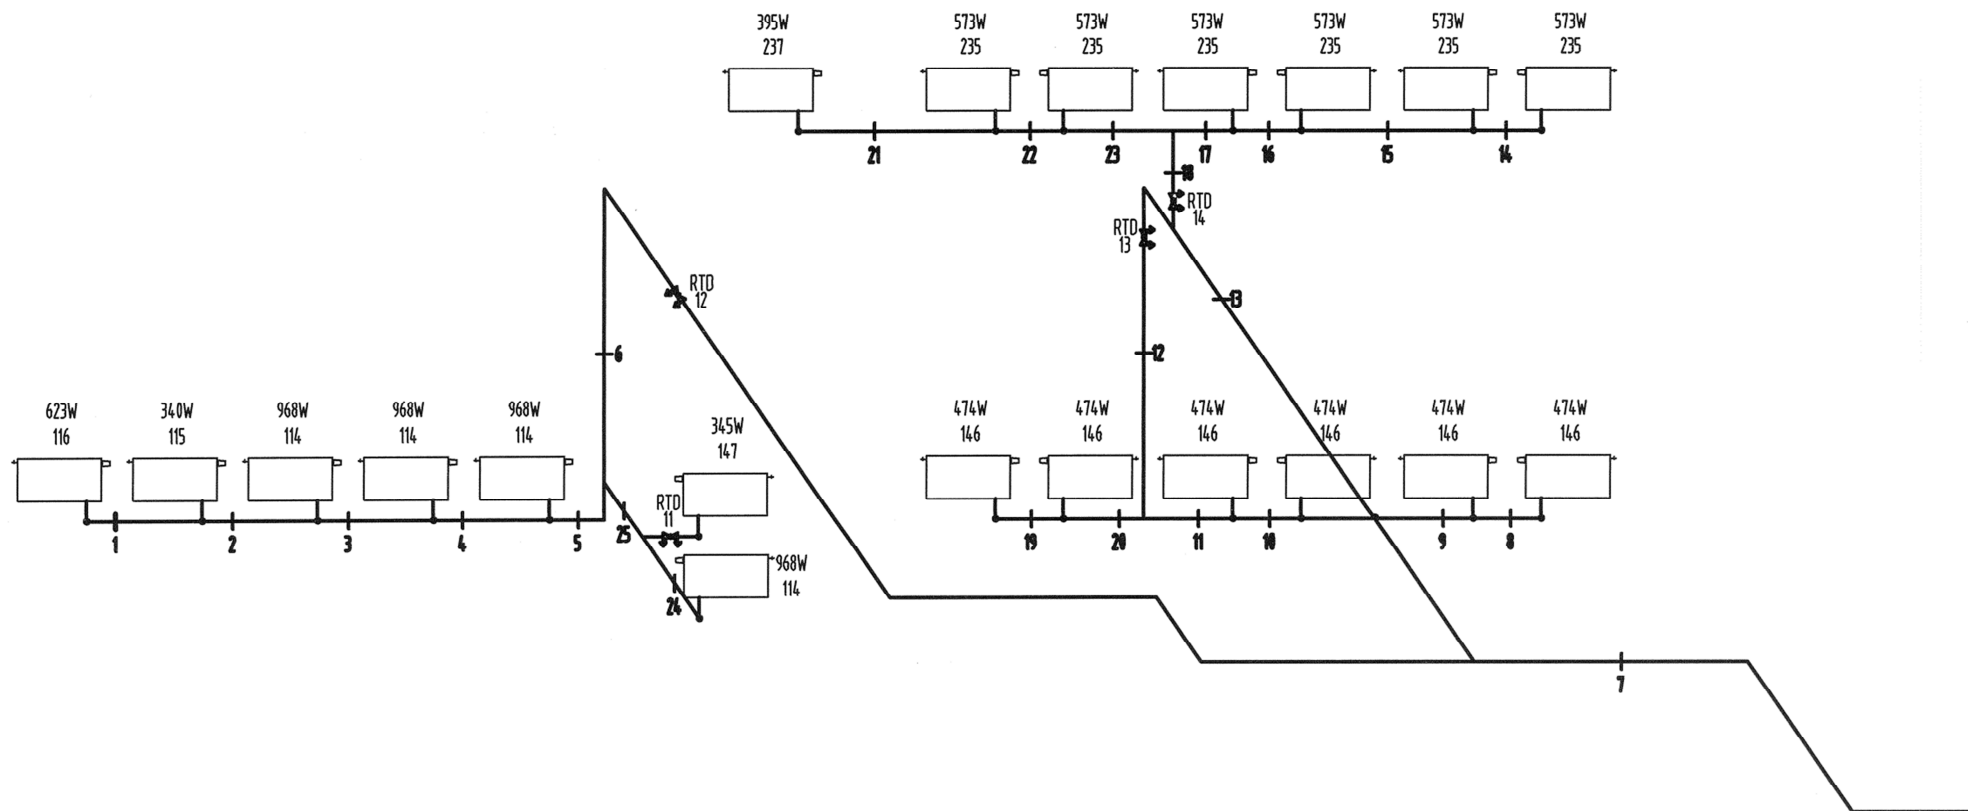 395W 573W 573W 573W 573W 573W 573W
237 235 235 235 235 235 235
21 22 23 17 16 15 14
18
RTD
14
RTD
13
RTD
12
13
6
12
623W 340W 968W 968W 968W
116 115 114 114 114
345W
147
474W 474W 474W 474W 474W 474W
146 146 146 146 146 146
RTD
11
1 2 3 4 5
25
19 20 11 10 9 8
968W
114
24
7